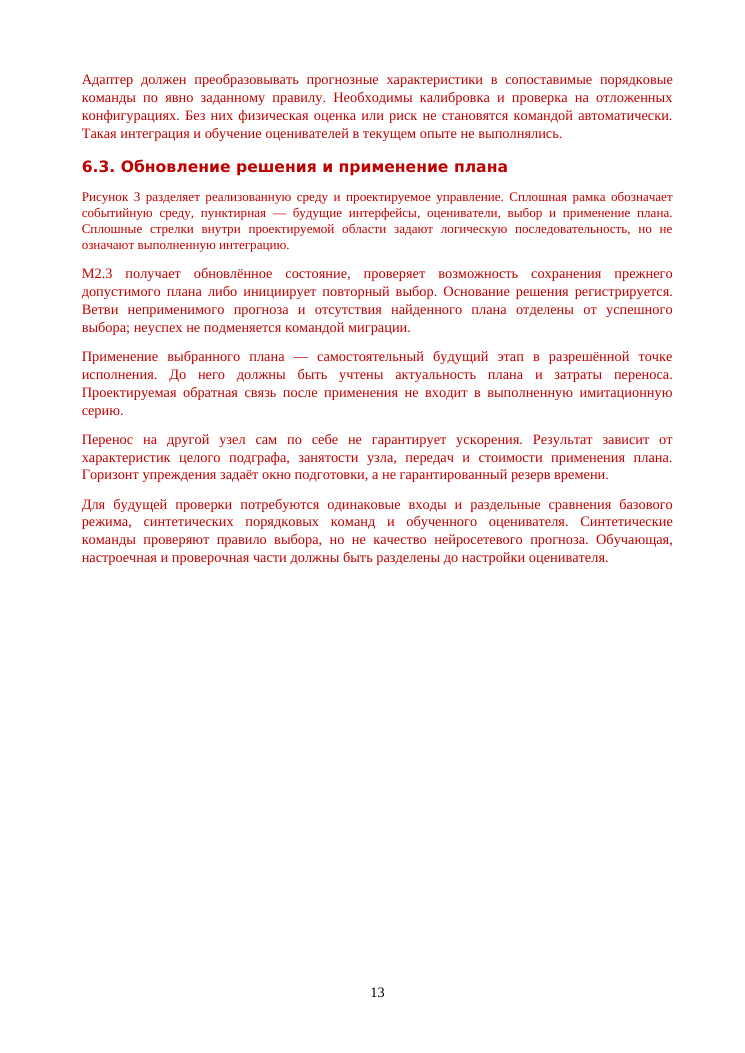 Адаптер должен преобразовывать прогнозные характеристики в сопоставимые порядковые
команды по явно заданному правилу. Необходимы калибровка и проверка на отложенных
конфигурациях. Без них физическая оценка или риск не становятся командой автоматически.
Такая интеграция и обучение оценивателей в текущем опыте не выполнялись.
6.3. Обновление решения и применение плана
Рисунок 3 разделяет реализованную среду и проектируемое управление. Сплошная рамка обозначает
событийную среду, пунктирная — будущие интерфейсы, оцениватели, выбор и применение плана.
Сплошные стрелки внутри проектируемой области задают логическую последовательность, но не
означают выполненную интеграцию.
М2.3 получает обновлённое состояние, проверяет возможность сохранения прежнего
допустимого плана либо инициирует повторный выбор. Основание решения регистрируется.
Ветви неприменимого прогноза и отсутствия найденного плана отделены от успешного
выбора; неуспех не подменяется командой миграции.
Применение выбранного плана — самостоятельный будущий этап в разрешённой точке
исполнения. До него должны быть учтены актуальность плана и затраты переноса.
Проектируемая обратная связь после применения не входит в выполненную имитационную
серию.
Перенос на другой узел сам по себе не гарантирует ускорения. Результат зависит от
характеристик целого подграфа, занятости узла, передач и стоимости применения плана.
Горизонт упреждения задаёт окно подготовки, а не гарантированный резерв времени.
Для будущей проверки потребуются одинаковые входы и раздельные сравнения базового
режима, синтетических порядковых команд и обученного оценивателя. Синтетические
команды проверяют правило выбора, но не качество нейросетевого прогноза. Обучающая,
настроечная и проверочная части должны быть разделены до настройки оценивателя.
13